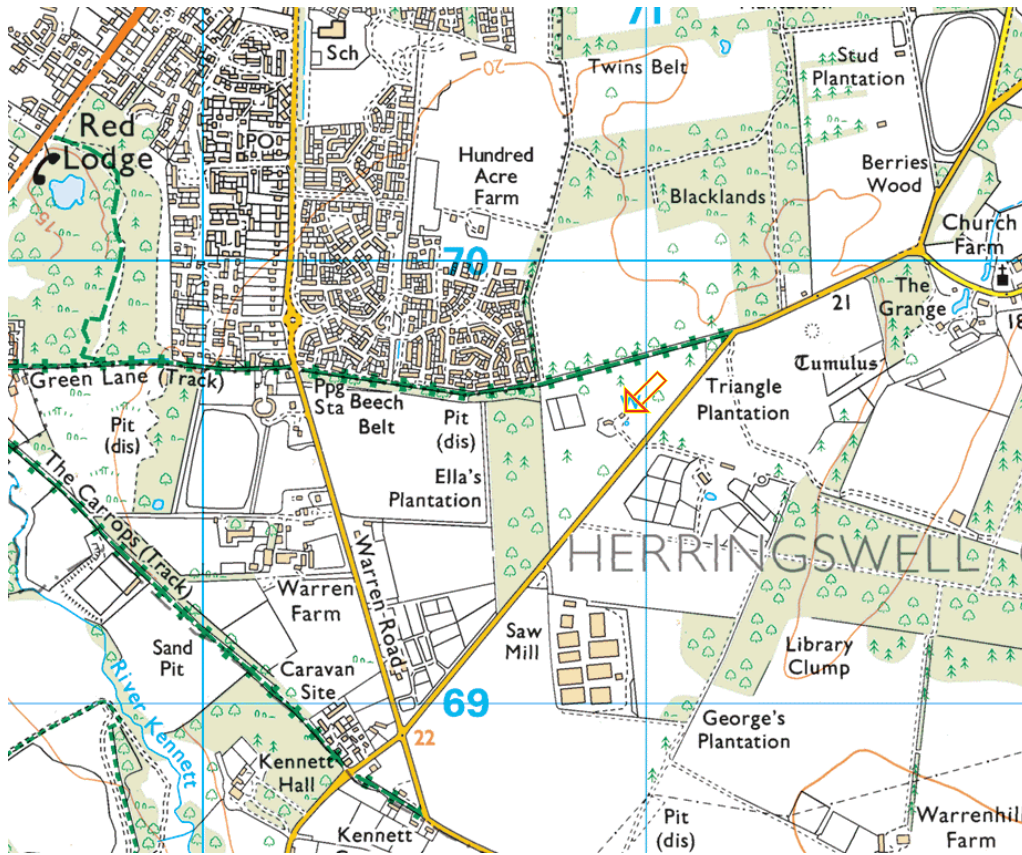 71
Sch
20
Twins Belt
Stud
Plantation
Red
Lodge
PO
Hundred
Acre
Farm
Berries
Wood
Blacklands
15
Church
Farm
70
The
Grange
21
18
Tumulus
Green Lane (Track)
Ppg
Sta
Beech
Belt
Triangle
Plantation
Pit
(dis)
Pit
(dis)
Ella's
Plantation
The Carrops (Track)
HERRINGSWELL
Warren Road
Warren
Farm
Saw
Mill
Sand
Pit
Caravan
Site
Library
Clump
River Kennett
69
George's
Plantation
22
Kennett
Hall
Kennett
Pit
(dis)
Warrenhill
Farm